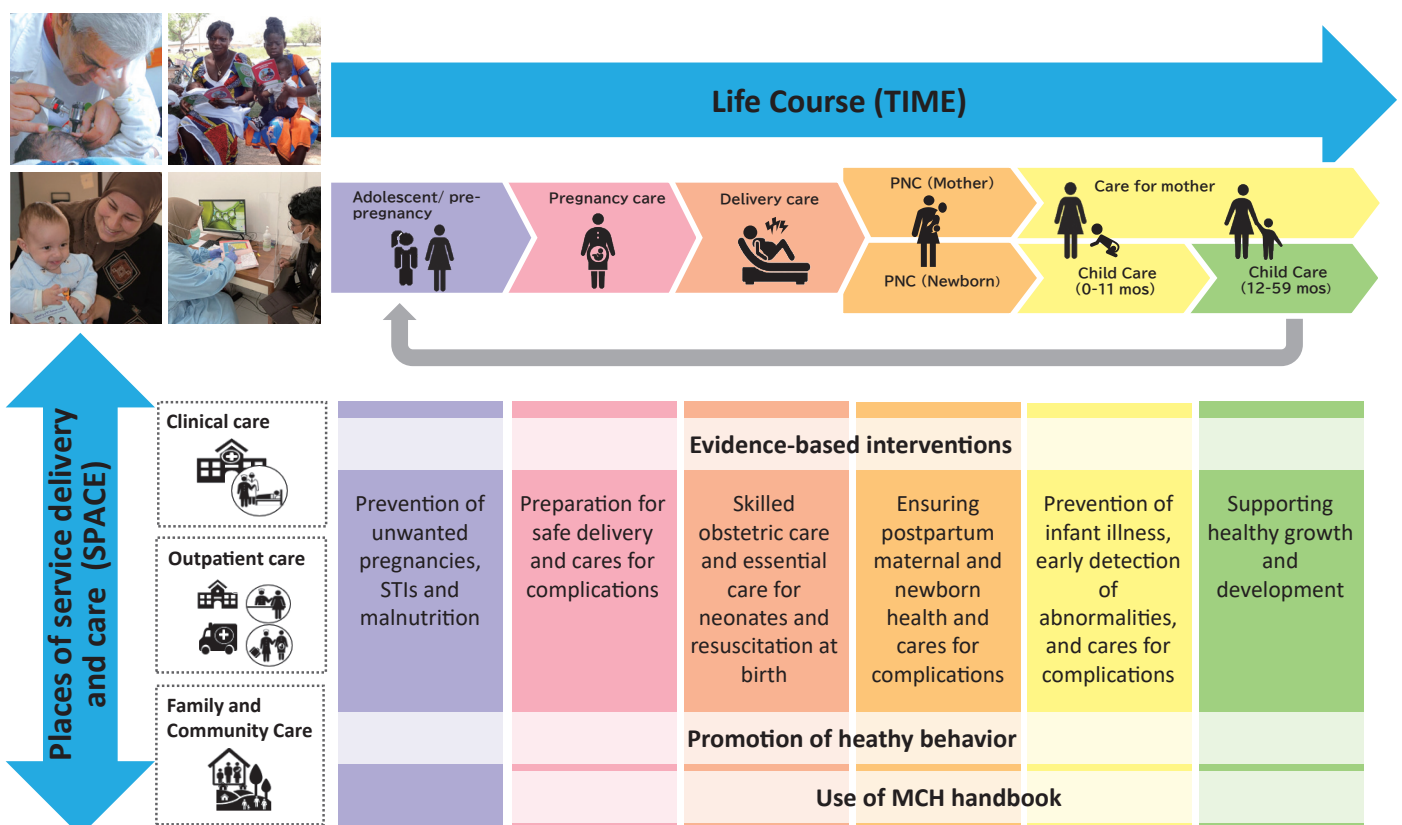 Life Course (TIME)
Adolescent/ pre-
pregnancy
Pregnancy care
Delivery care
PNC (Mother)
PNC (Newborn)
Care for mother
Child Care
(0-11 mos)
Child Care
(12-59 mos)
Places of service delivery
and care (SPACE)
Clinical care
Outpatient care
Family and
Community Care
Evidence-based interventions
Prevention of
unwanted
pregnancies,
STIs and
malnutrition
Preparation for
safe delivery
and cares for
complications
Skilled
obstetric care
and essential
care for
neonates and
resuscitation at
birth
Ensuring
postpartum
maternal and
newborn
health and
cares for
complications
Prevention of
infant illness,
early detection
of
abnormalities,
and cares for
complications
Supporting
healthy growth
and
development
Promotion of heathy behavior
Use of MCH handbook